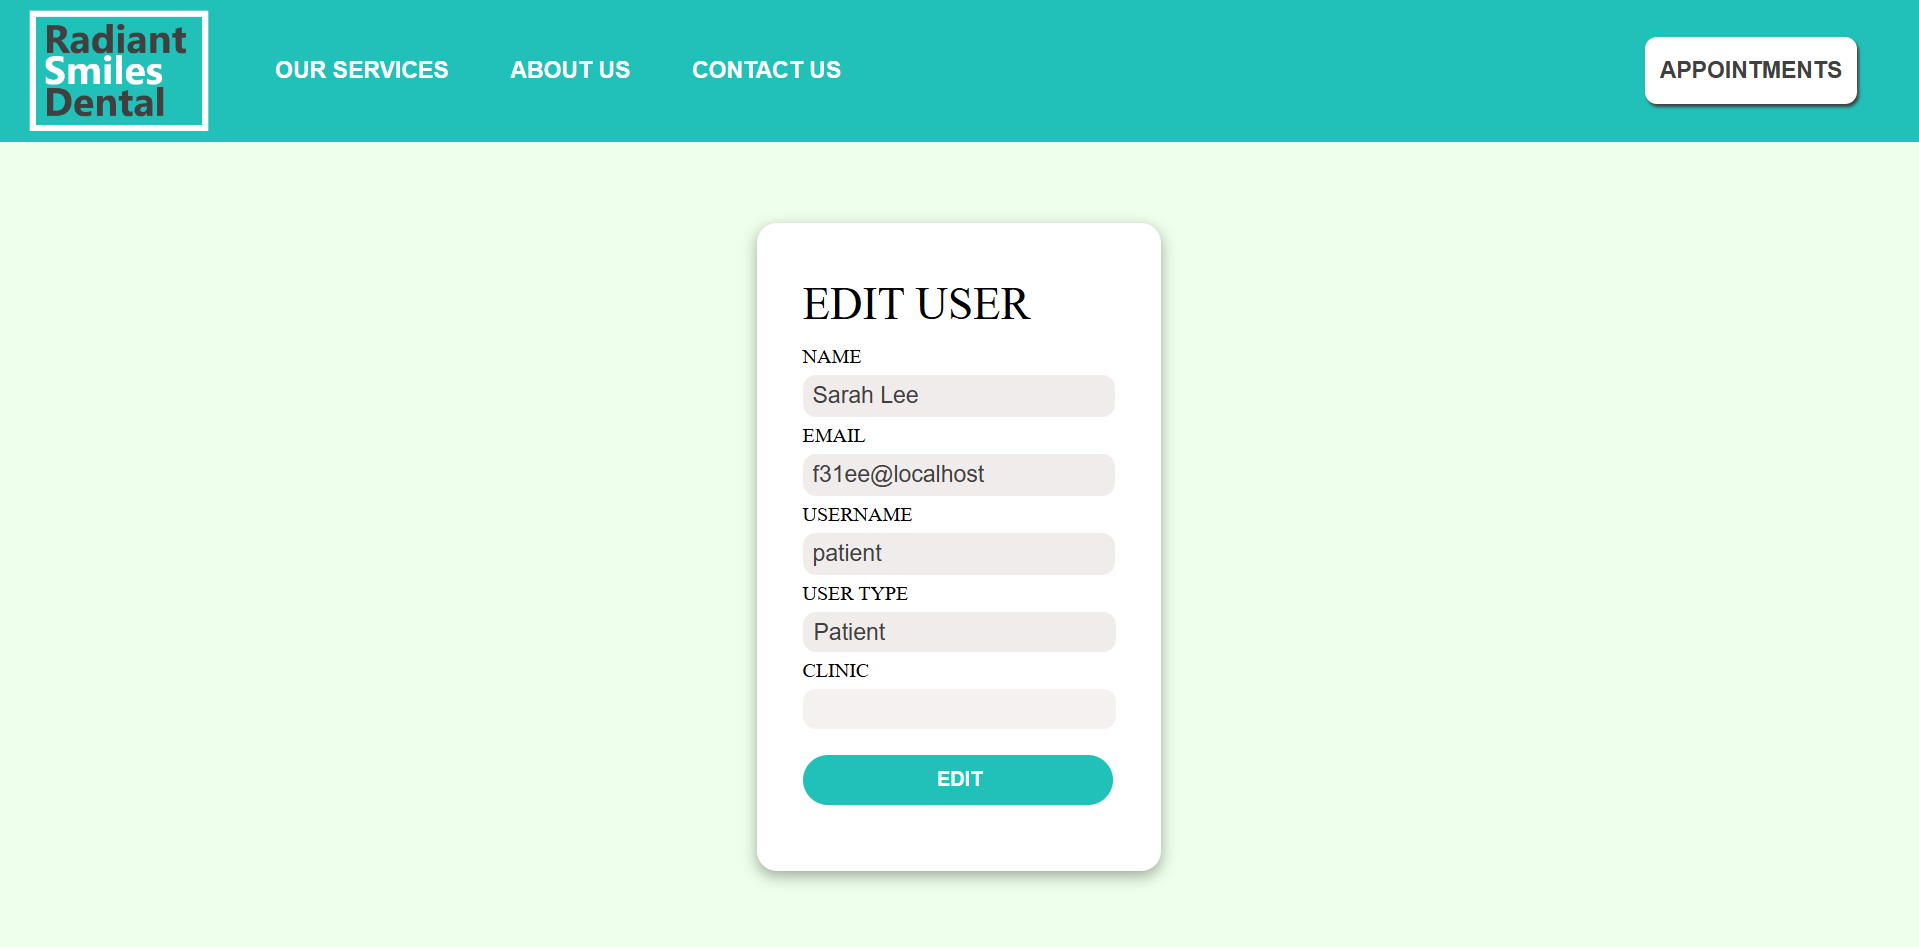 Radiant
Smiles
Dental
OUR SERVICES
ABOUT US
CONTACT US
APPOINTMENTS
EDIT USER
NAME
Sarah Lee
EMAIL
f31ee@localhost
USERNAME
patient
USER TYPE
Patient
CLINIC
EDIT